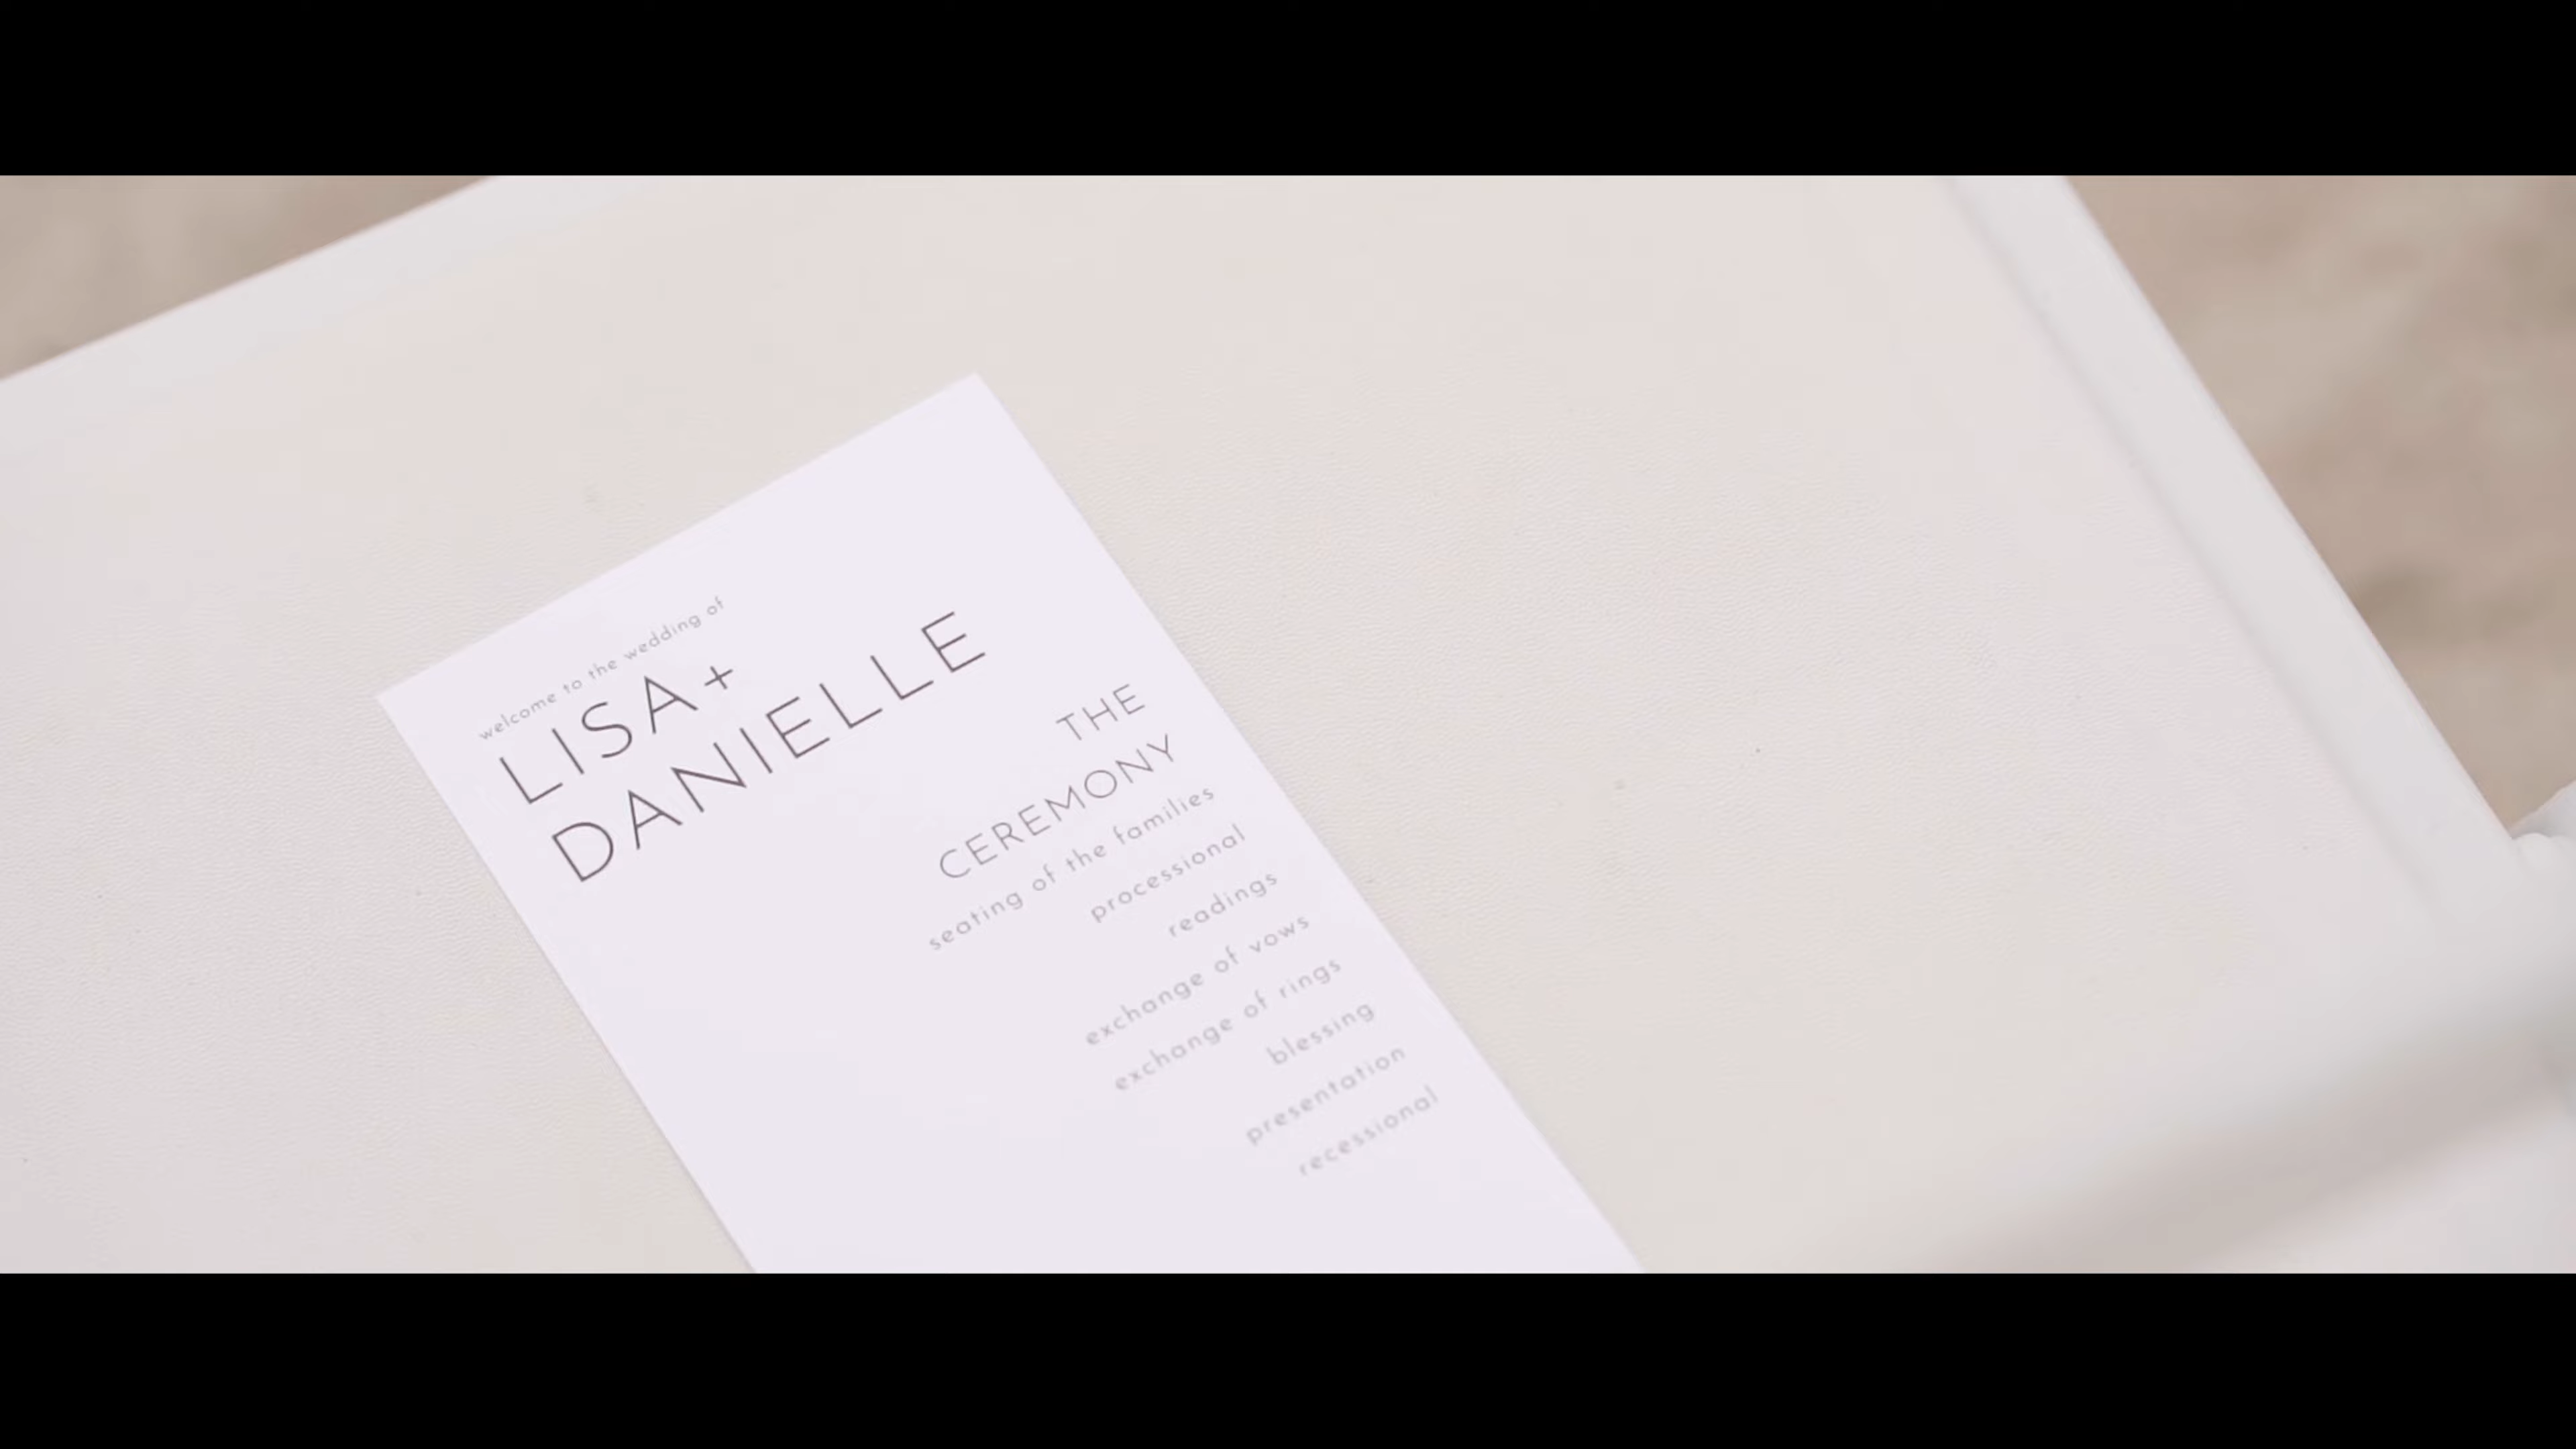 welcome to the wedding of
LISA+
DANIELLE
THE
CEREMONY
seating of the families
processional
readings
exchange of vows
exchange of rings
blessing
presentation
recessional